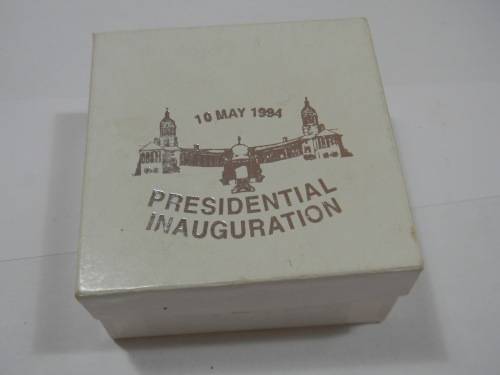 10 MAY 1994
PRESIDENTIAL
INAUGURATION